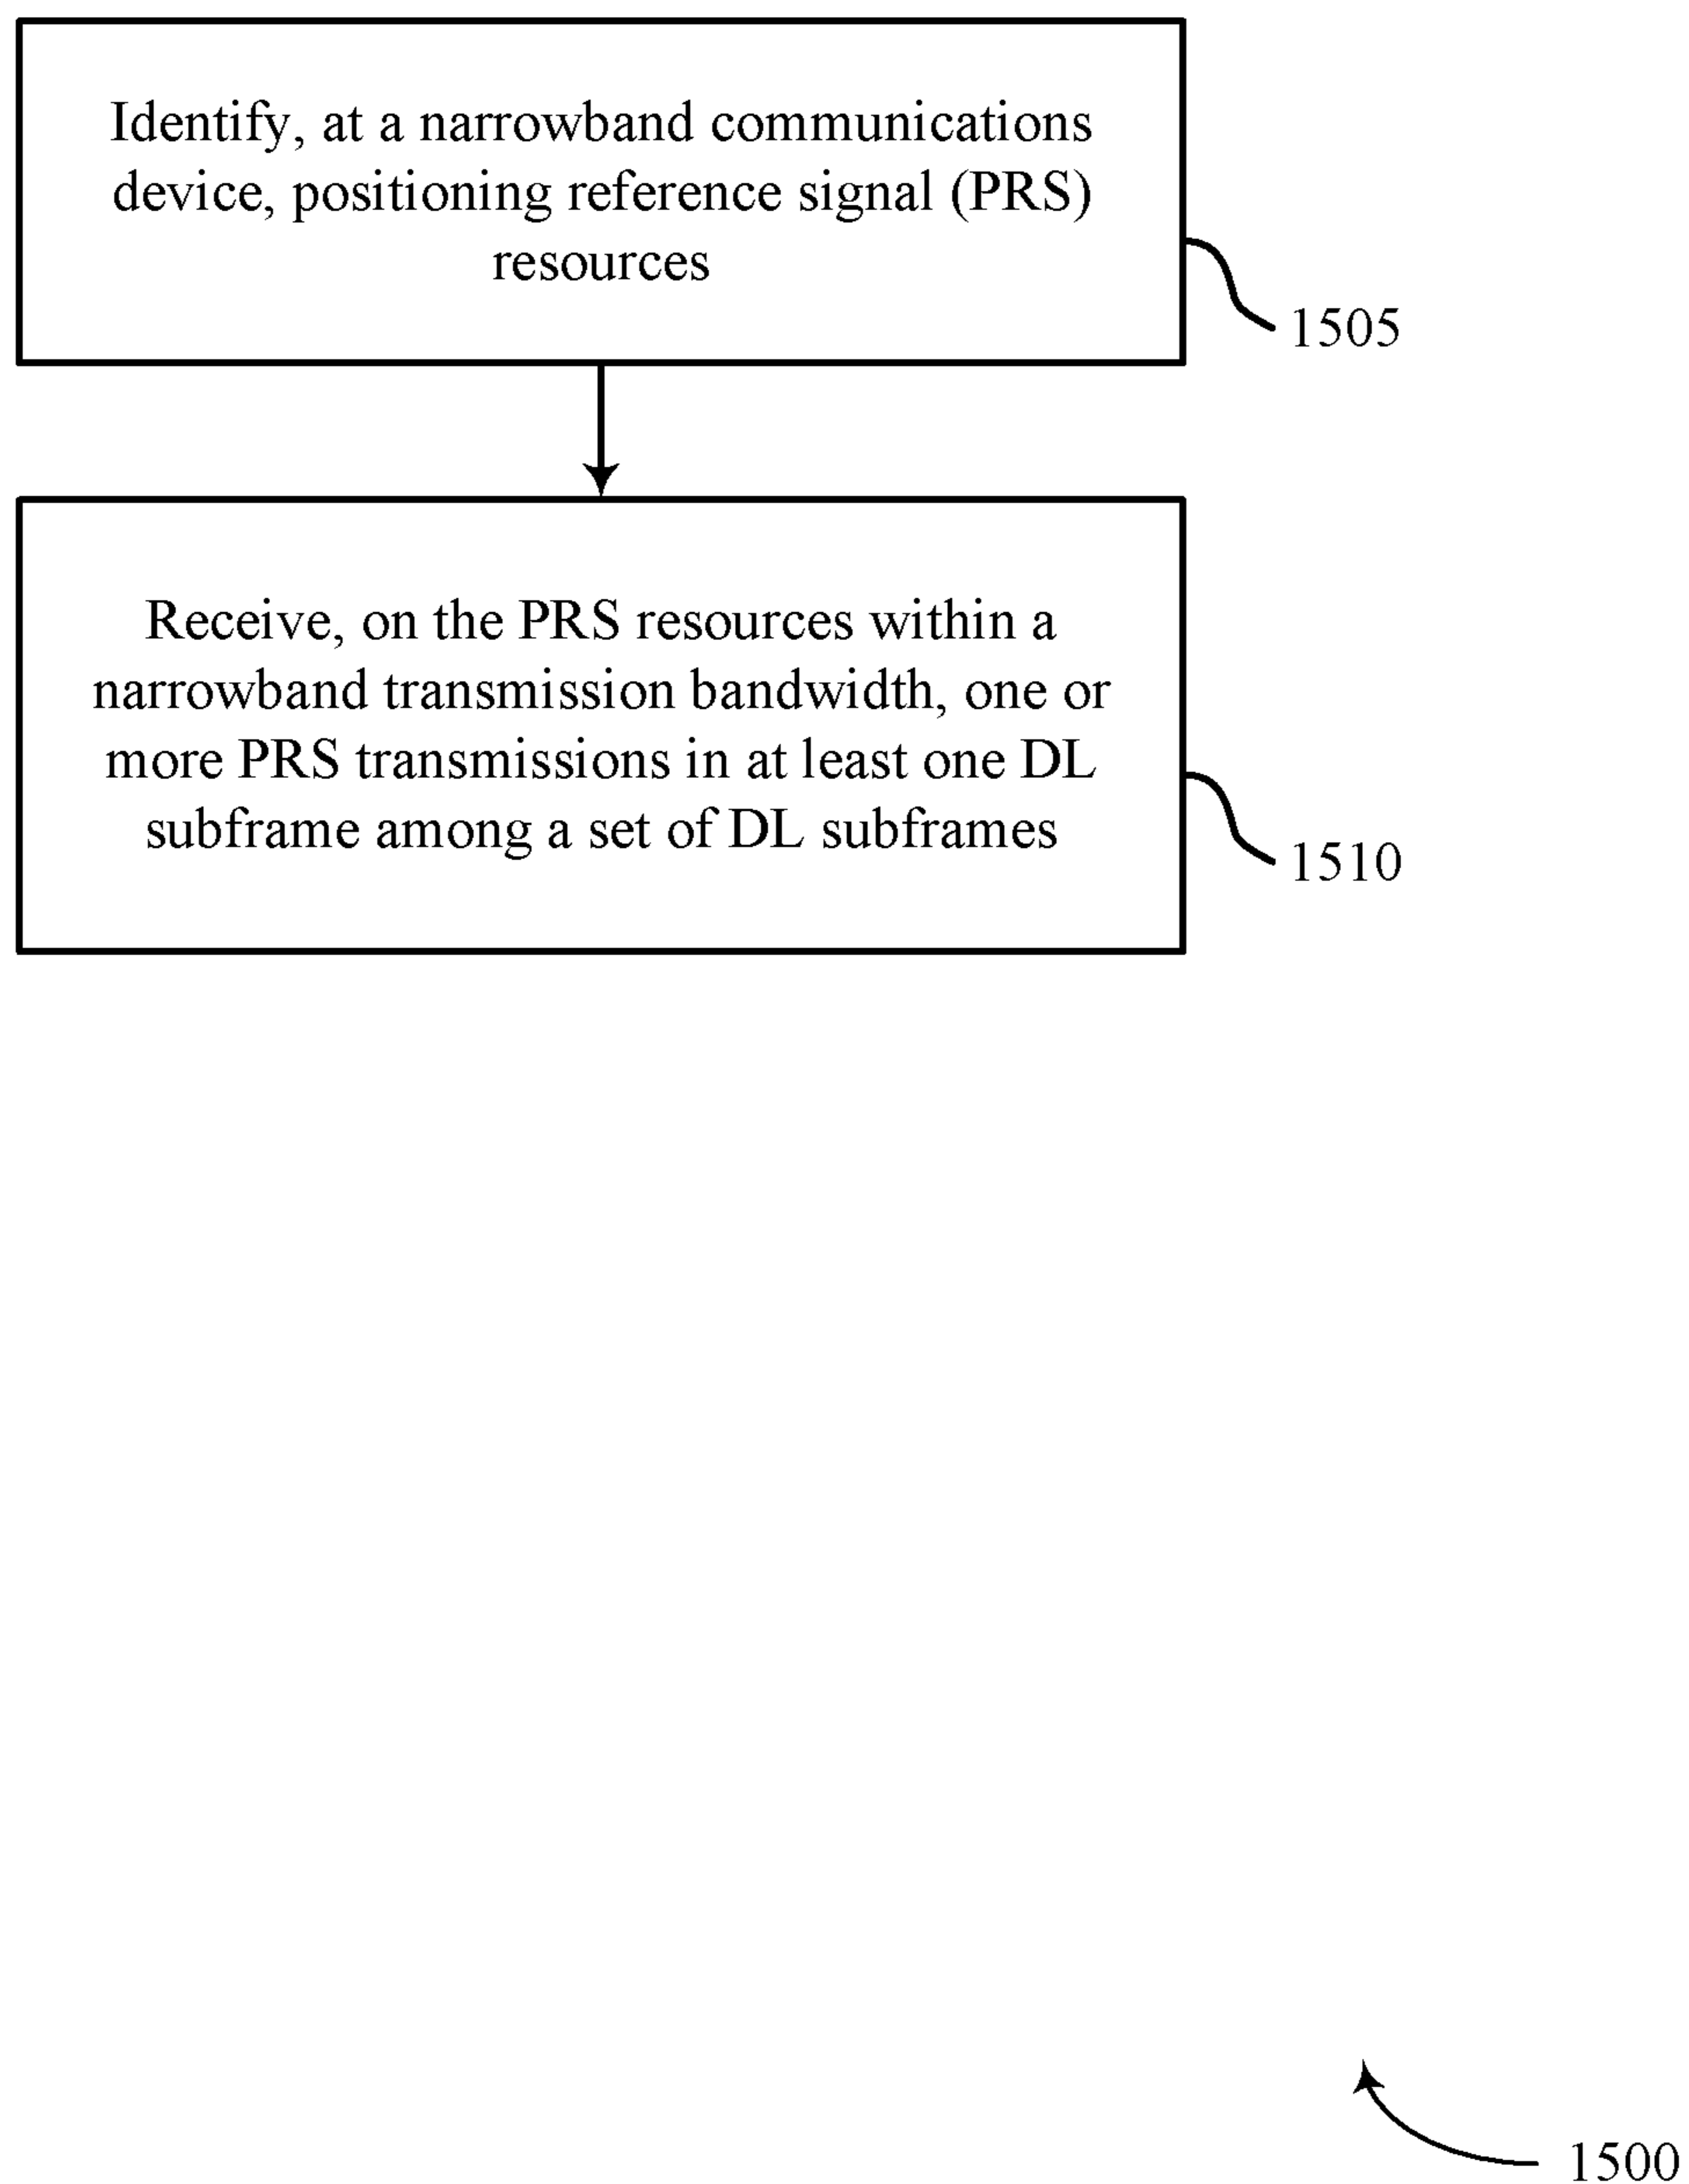 Identify, at a narrowband communications
device, positioning reference signal (PRS)
resources
1505
Receive, on the PRS resources within a
narrowband transmission bandwidth, one or
more PRS transmissions in at least one DL
subframe among a set of DL subframes
1510
1500